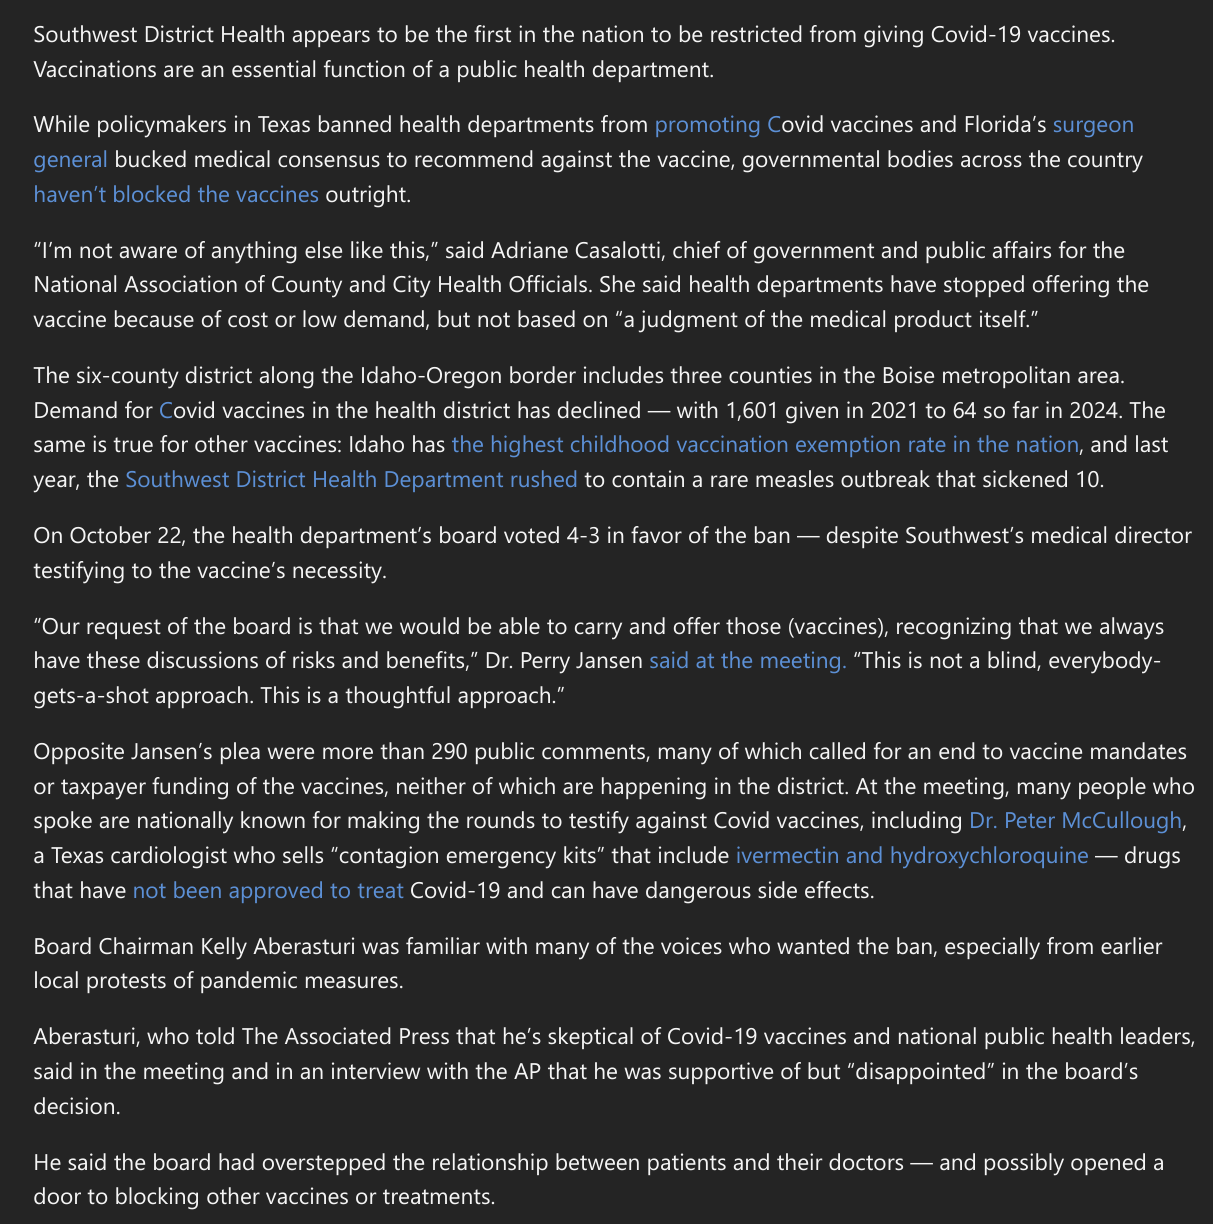 Southwest District Health appears to be the first in the nation to be restricted from giving Covid-19 vaccines.
Vaccinations are an essential function of a public health department.
While policymakers in Texas banned health departments from promoting Covid vaccines and Florida’s surgeon
general bucked medical consensus to recommend against the vaccine, governmental bodies across the country
haven’t blocked the vaccines outright.
“I’m not aware of anything else like this,” said Adriane Casalotti, chief of government and public affairs for the
National Association of County and City Health Officials. She said health departments have stopped offering the
vaccine because of cost or low demand, but not based on “a judgment of the medical product itself.”
The six-county district along the Idaho-Oregon border includes three counties in the Boise metropolitan area.
Demand for Covid vaccines in the health district has declined — with 1,601 given in 2021 to 64 so far in 2024. The
same is true for other vaccines: Idaho has the highest childhood vaccination exemption rate in the nation, and last
year, the Southwest District Health Department rushed to contain a rare measles outbreak that sickened 10.
On October 22, the health department’s board voted 4-3 in favor of the ban — despite Southwest’s medical director
testifying to the vaccine’s necessity.
“Our request of the board is that we would be able to carry and offer those (vaccines), recognizing that we always
have these discussions of risks and benefits,” Dr. Perry Jansen said at the meeting. “This is not a blind, everybody-
gets-a-shot approach. This is a thoughtful approach.”
Opposite Jansen’s plea were more than 290 public comments, many of which called for an end to vaccine mandates
or taxpayer funding of the vaccines, neither of which are happening in the district. At the meeting, many people who
spoke are nationally known for making the rounds to testify against Covid vaccines, including Dr. Peter McCullough,
a Texas cardiologist who sells “contagion emergency kits” that include ivermectin and hydroxychloroquine — drugs
that have not been approved to treat Covid-19 and can have dangerous side effects.
Board Chairman Kelly Aberasturi was familiar with many of the voices who wanted the ban, especially from earlier
local protests of pandemic measures.
Aberasturi, who told The Associated Press that he’s skeptical of Covid-19 vaccines and national public health leaders,
said in the meeting and in an interview with the AP that he was supportive of but “disappointed” in the board’s
decision.
He said the board had overstepped the relationship between patients and their doctors — and possibly opened a
door to blocking other vaccines or treatments.